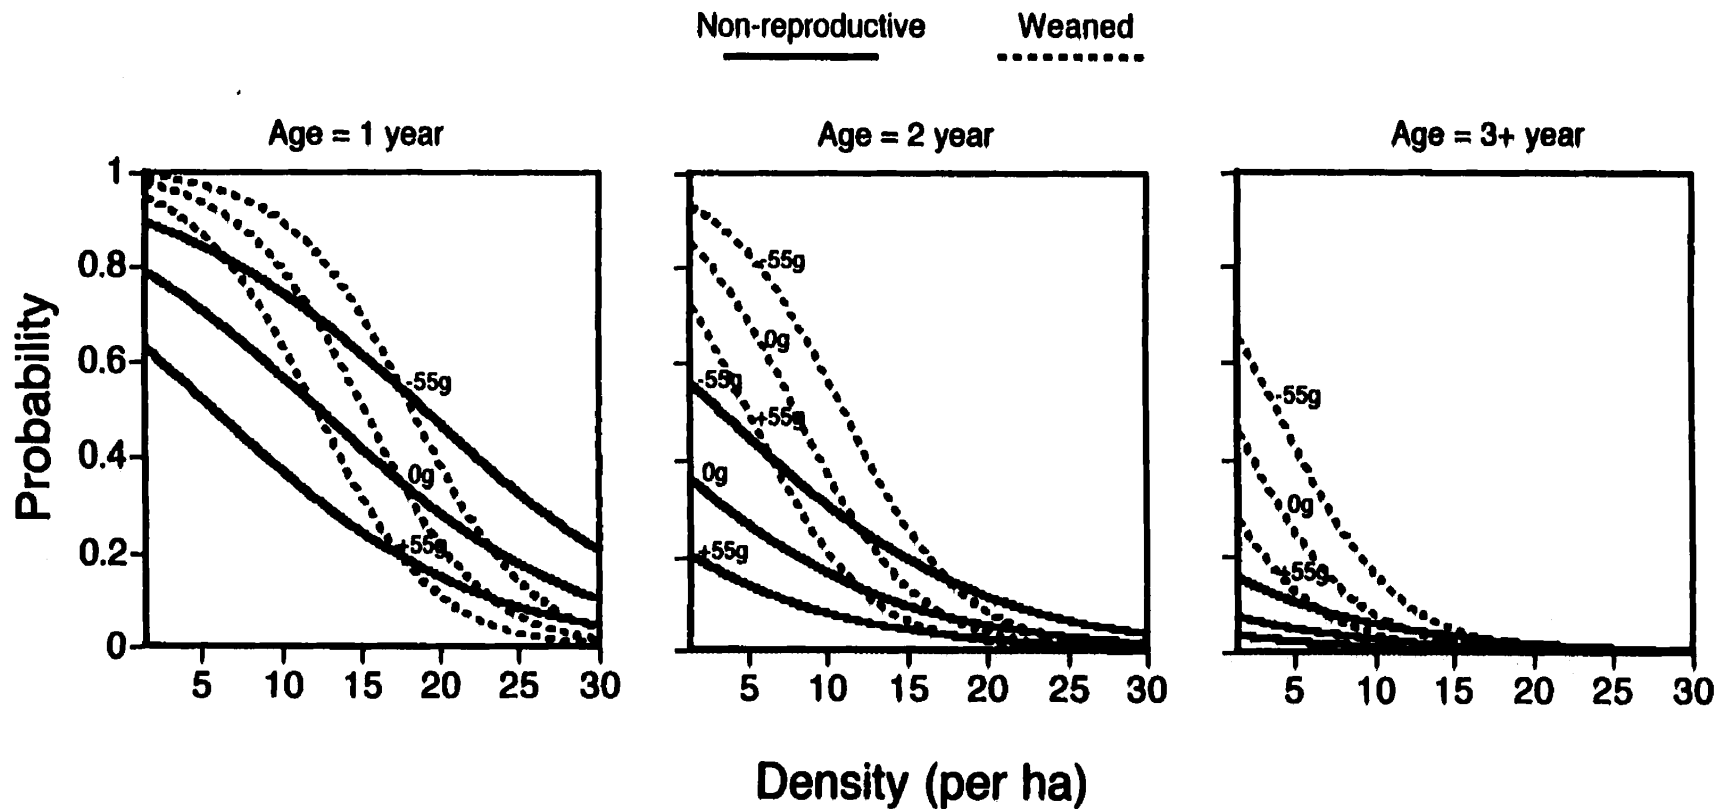 Non-reproductive Weaned
Age = 1 year Age = 2 year Age = 3+ year
Probability
1
0.8
0.6
0.4
0.2
0
-55g
0g
+55g
-55g
0g
-55g
+55g
0g
+55g
-55g
0g
+55g
5 10 15 20 25 30
5 10 15 20 25 30
5 10 15 20 25 30
Density (per ha)